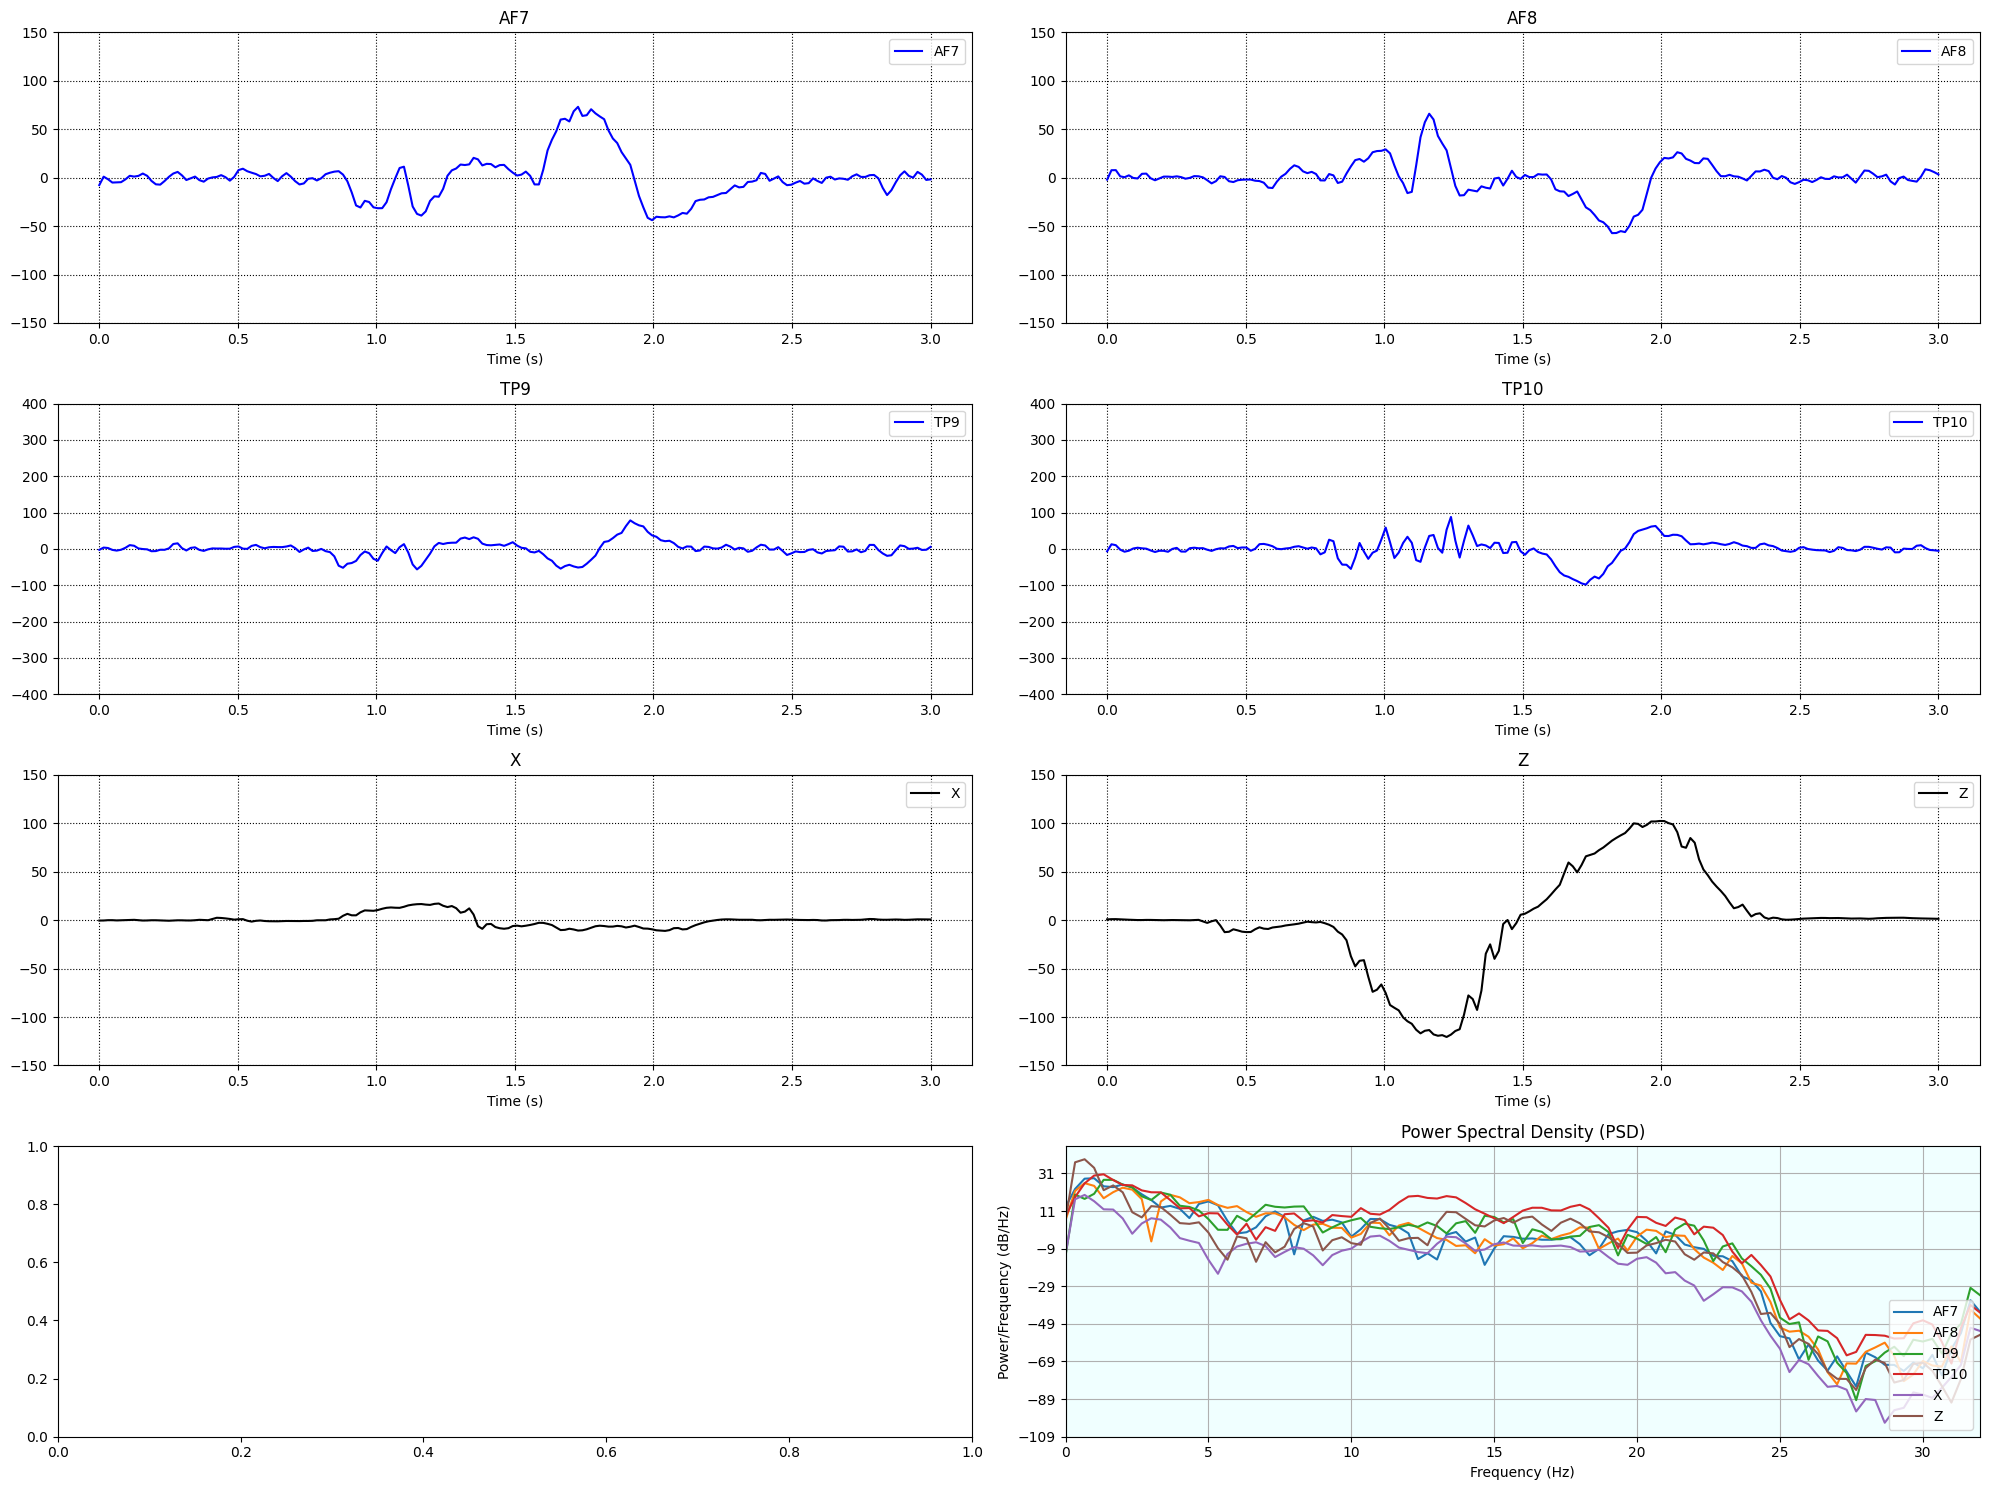 AF7
150
100
50
0
−50
−100
−150
AF7
0.0 0.5 1.0 1.5 2.0 2.5 3.0
Time (s)
AF8
150
100
50
0
−50
−100
−150
AF8
0.0 0.5 1.0 1.5 2.0 2.5 3.0
Time (s)
TP9
400
300
200
100
0
−100
−200
−300
−400
TP9
0.0 0.5 1.0 1.5 2.0 2.5 3.0
Time (s)
TP10
400
300
200
100
0
−100
−200
−300
−400
TP10
0.0 0.5 1.0 1.5 2.0 2.5 3.0
Time (s)
X
150
100
50
0
−50
−100
−150
X
0.0 0.5 1.0 1.5 2.0 2.5 3.0
Time (s)
Z
150
100
50
0
−50
−100
−150
Z
0.0 0.5 1.0 1.5 2.0 2.5 3.0
Time (s)
1.0
0.8
0.6
0.4
0.2
0.0
0.0 0.2 0.4 0.6 0.8 1.0
Power Spectral Density (PSD)
Power/Frequency (dB/Hz)
31
11
−9
−29
−49
−69
−89
−109
AF7
AF8
TP9
TP10
X
Z
0 5 10 15 20 25 30
Frequency (Hz)